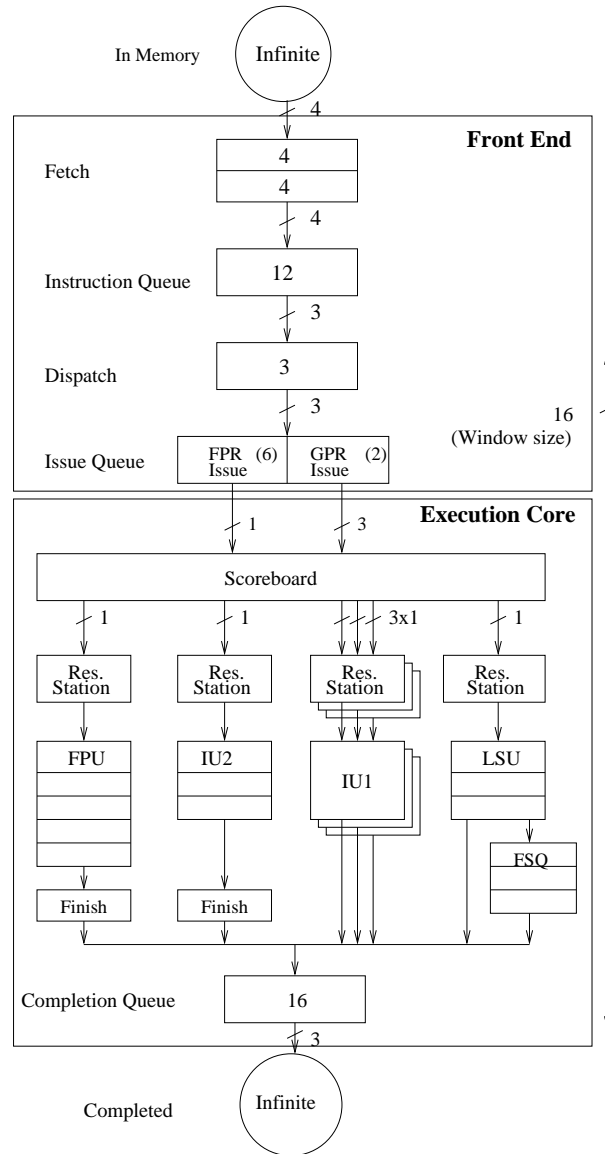 In Memory
Infinite
4
Front End
Fetch
4
4
4
Instruction Queue
12
3
Dispatch
3
3
16
(Window size)
Issue Queue
FPR (6)
Issue
GPR (2)
Issue
1
3
Execution Core
Scoreboard
1
1
3x1
1
Res.
Station
Res.
Station
Res.
Station
Res.
Station
FPU
IU2
IU1
LSU
FSQ
Finish
Finish
Completion Queue
16
3
Completed
Infinite